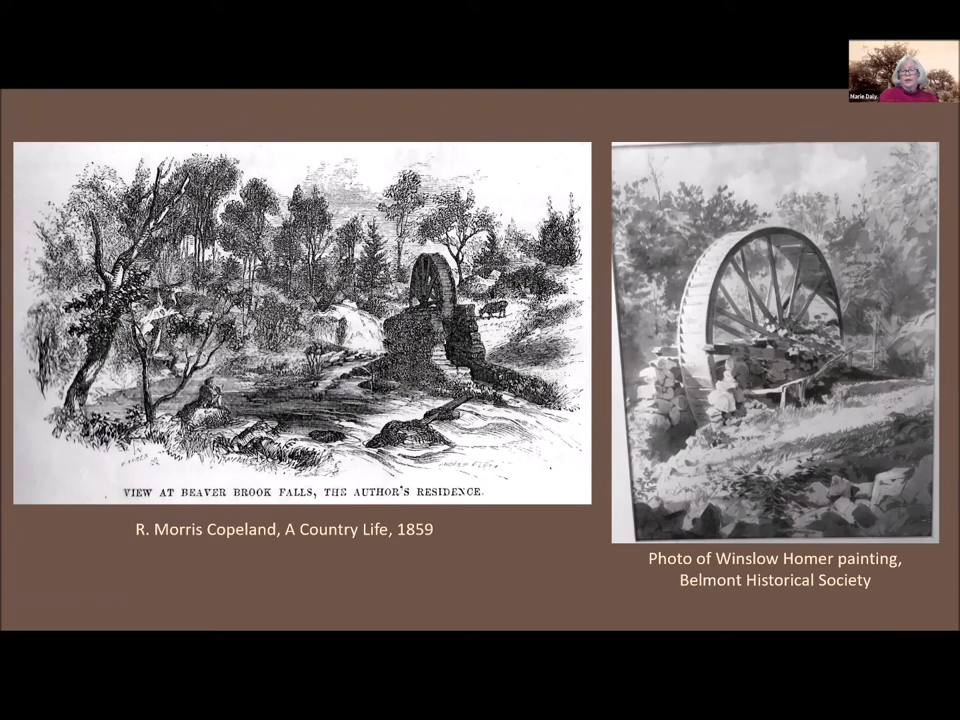 Marie Daly
VIEW AT BEAVER BROOK FALLS, THE AUTHOR'S RESIDENCE.
R. Morris Copeland, A Country Life, 1859
Photo of Winslow Homer painting,
Belmont Historical Society